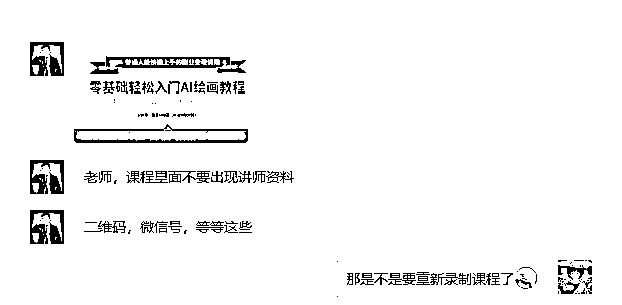 零基础轻松入门AI绘画教程
老师，课程里面不要出现讲师资料
二维码，微信号，等等这些
那是不是要重新录制课程了